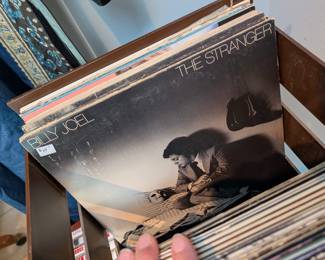 BILLY JOEL
THE STRANGER